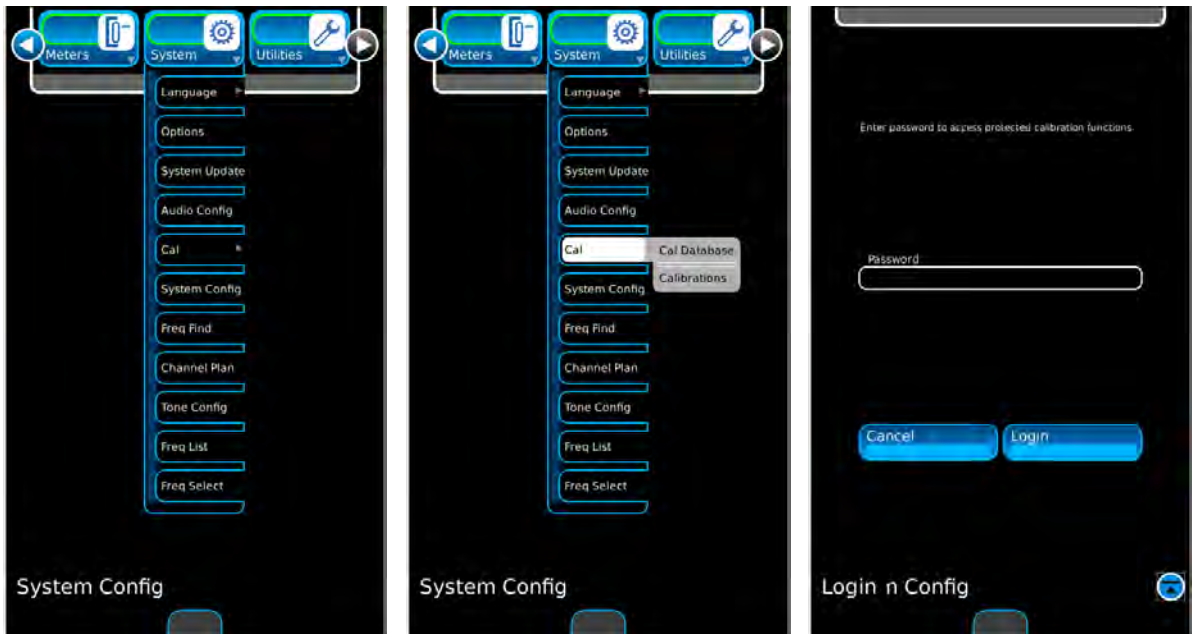 Meters System Utilities
Language
Options
System Update
Audio Config
Cal
System Config
Freq Find
Channel Plan
Tone Config
Freq List
Freq Select
System Config
Meters System Utilities
Language
Options
System Update
Audio Config
Cal Cal Database
Calibrations
System Config
Freq Find
Channel Plan
Tone Config
Freq List
Freq Select
System Config
Enter password to access protected calibration functions
Password
Cancel Login
Login n Config